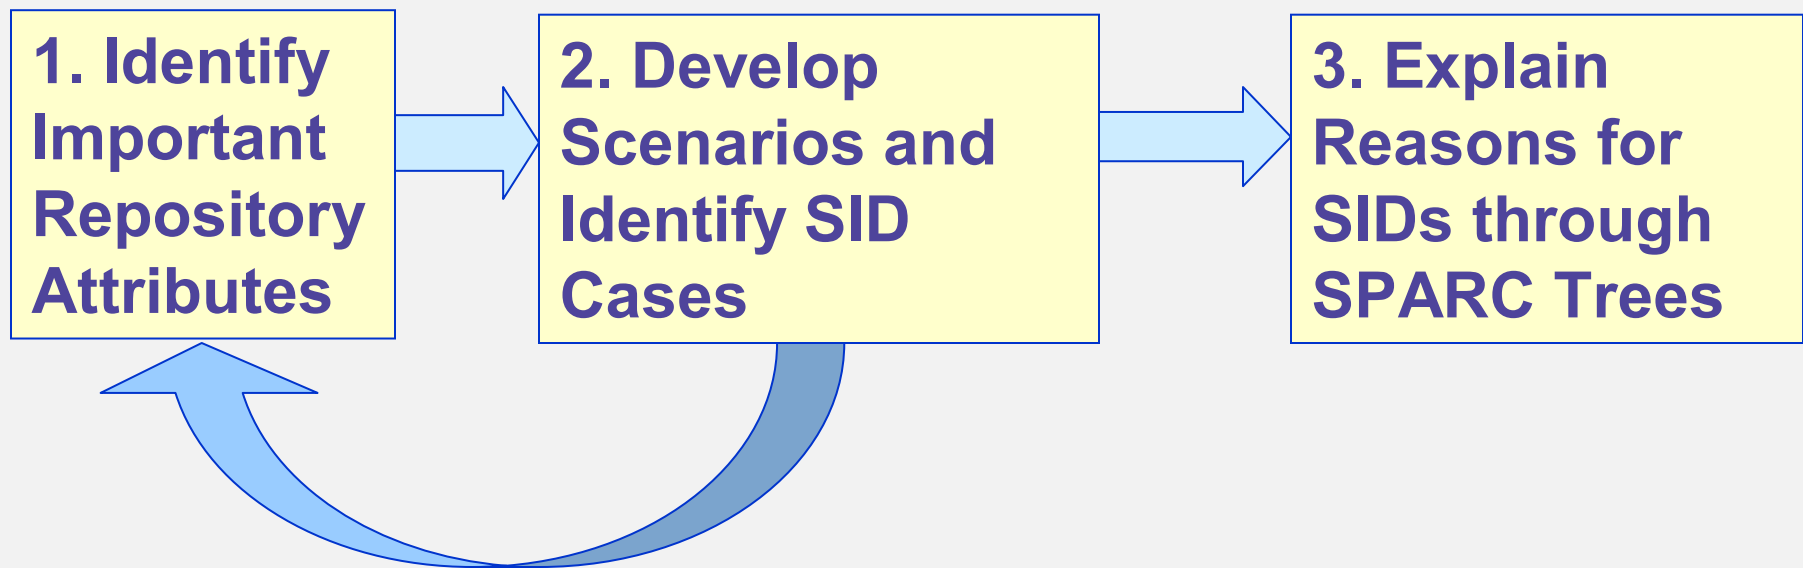 1. Identify
Important
Repository
Attributes
2. Develop
Scenarios and
Identify SID
Cases
3. Explain
Reasons for
SIDs through
SPARC Trees